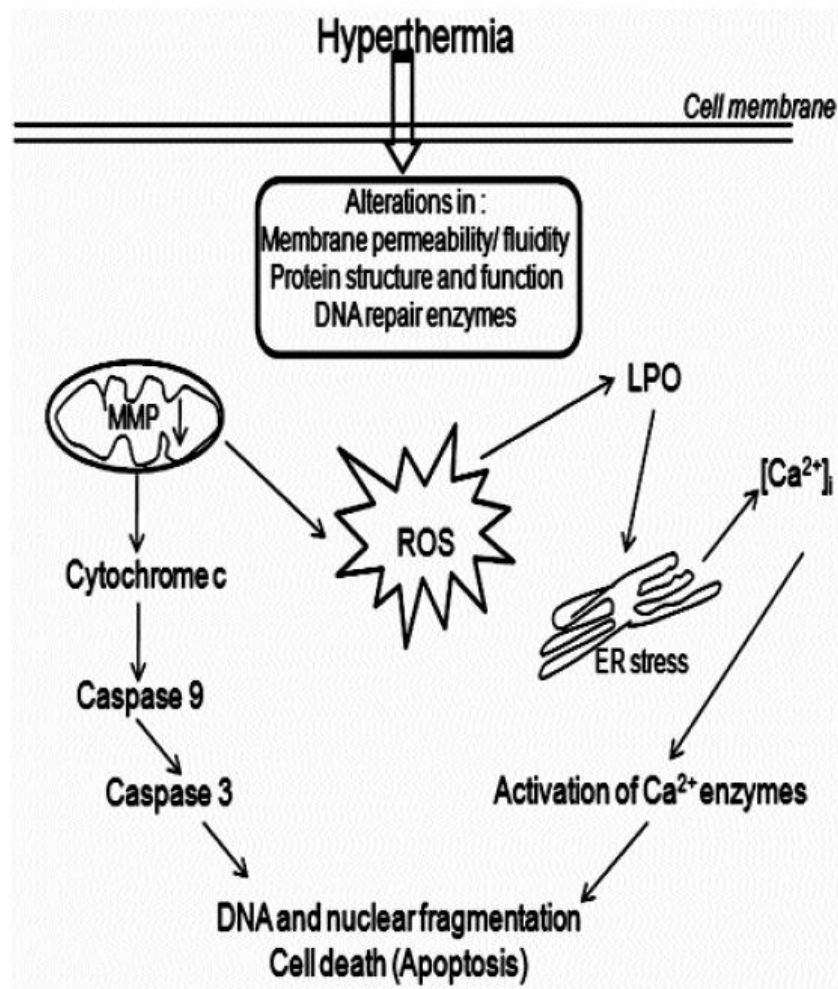 Hyperthermia
Cell membrane
Alterations in :
Membrane permeability/ fluidity
Protein structure and function
DNA repair enzymes
LPO
MMP
[Ca²⁺]ᵢ
ROS
Cytochrome c
ER stress
Caspase 9
Caspase 3
Activation of Ca²⁺ enzymes
DNA and nuclear fragmentation
Cell death (Apoptosis)